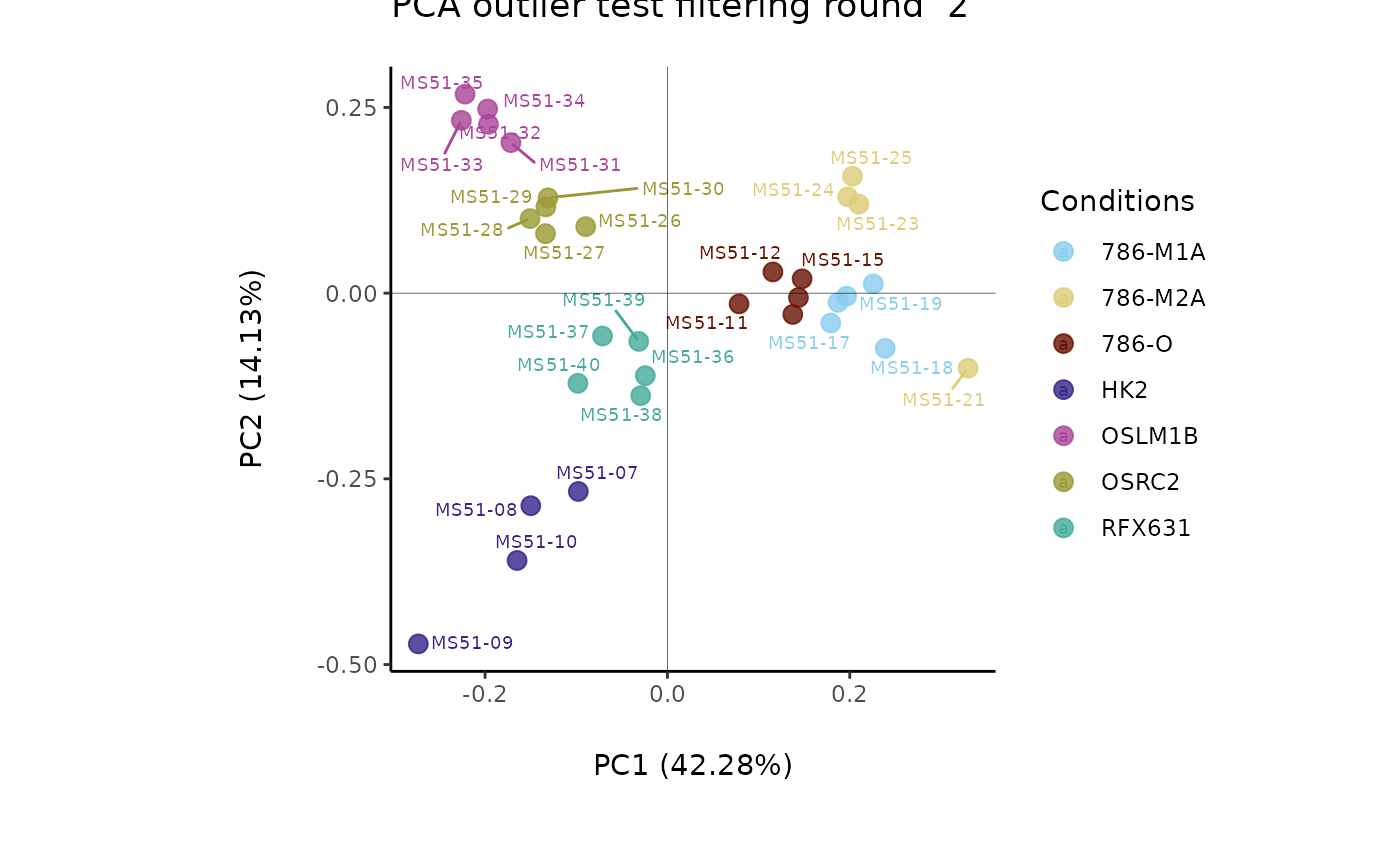 PCA outlier test filtering round 2
MS51-35
MS51-34
MS51-32
MS51-33
MS51-31
MS51-30
MS51-29
MS51-28
MS51-26
MS51-27
MS51-25
MS51-24
MS51-23
MS51-12
MS51-15
MS51-39
MS51-19
MS51-11
MS51-37
MS51-17
MS51-36
MS51-40
MS51-18
MS51-21
MS51-38
MS51-07
MS51-08
MS51-10
MS51-09
0.25
0.00
-0.25
-0.50
-0.2
0.0
0.2
PC2 (14.13%)
PC1 (42.28%)
Conditions
a 786-M1A
a 786-M2A
a 786-O
a HK2
a OSLM1B
a OSRC2
a RFX631